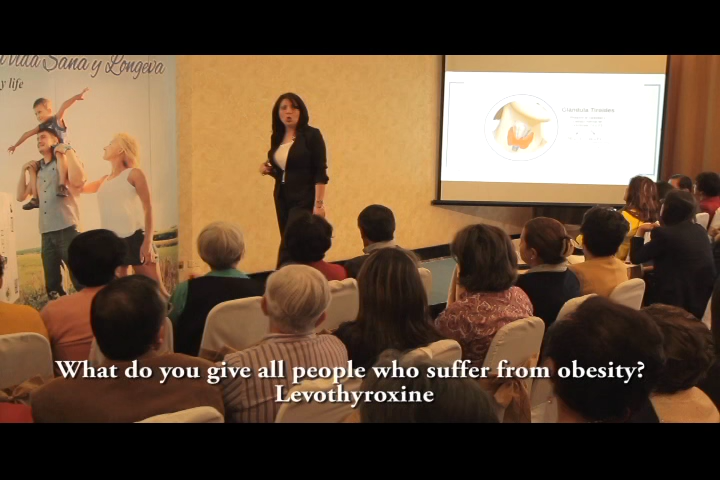 Vida Sana y Longeva
y life
Glándula Tiroides
What do you give all people who suffer from obesity?
Levothyroxine